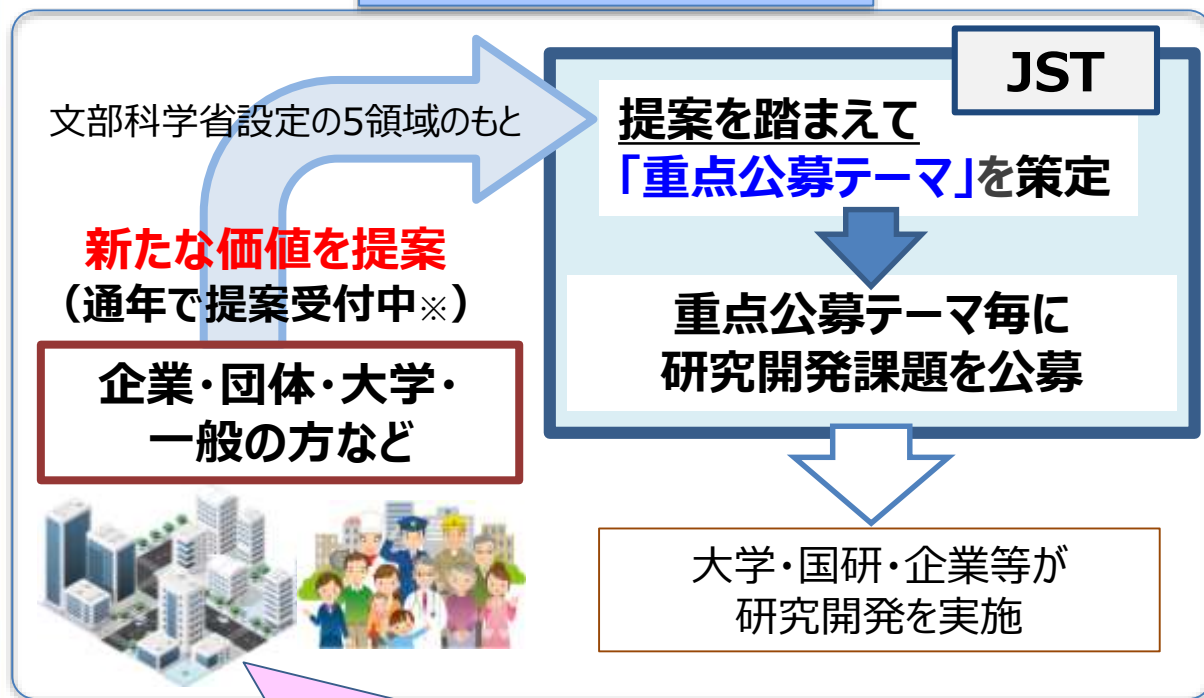 文部科学省設定の5領域のもと
新たな価値を提案
（通年で提案受付中※）
企業・団体・大学・
一般の方など
JST
提案を踏まえて
「重点公募テーマ」を策定
重点公募テーマ毎に
研究開発課題を公募
大学・国研・企業等が
研究開発を実施